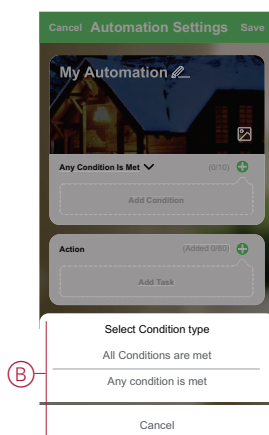 Cancel Automation Settings Save
My Automation
Any Condition Is Met (0/10)
Add Condition
Action (Added 0/80)
Add Task
Select Condition type
All Conditions are met
B
Any condition is met
Cancel